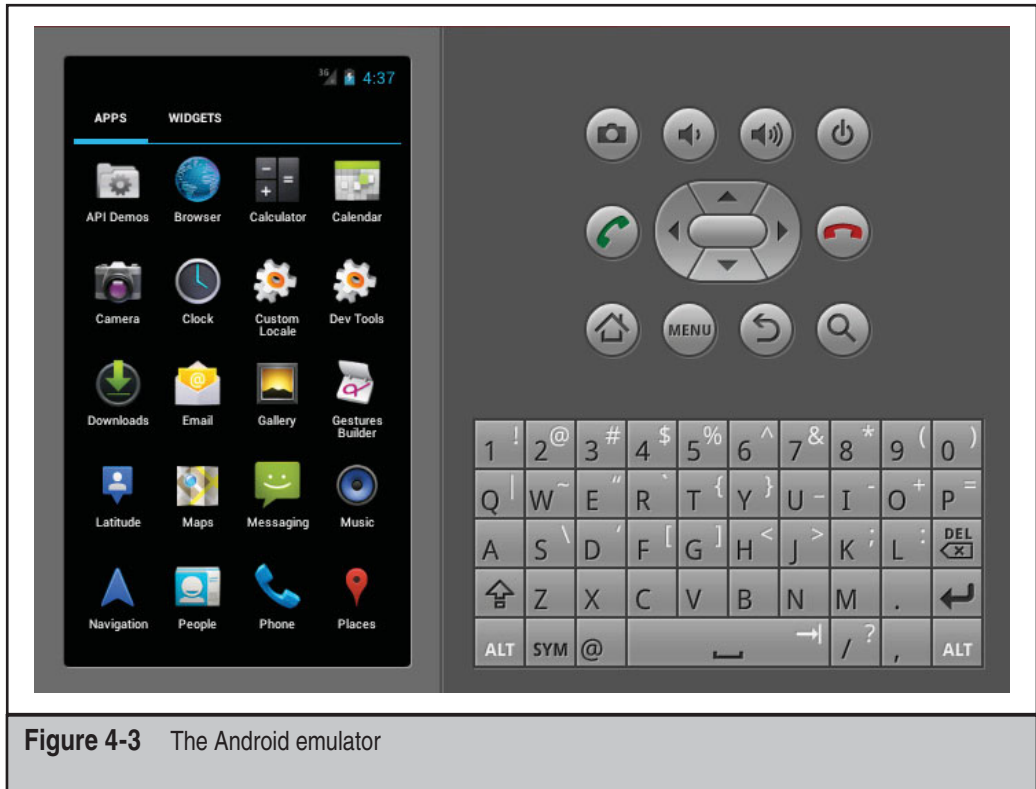 3G 4:37
APPS WIDGETS
API Demos Browser Calculator Calendar
Camera Clock Custom Locale Dev Tools
Downloads Email Gallery Gestures Builder
Latitude Maps Messaging Music
Navigation People Phone Places
MENU
1 ! 2 @ 3 # 4 $ 5 % 6 ^ 7 & 8 * 9 ( 0 )
Q | W ~ E " R ` T { Y } U _ I - O + P =
A S \ D ' F [ G ] H < J > K ; L : DEL
Z X C V B N M .
ALT SYM @ / ? , ALT
Figure 4-3 The Android emulator